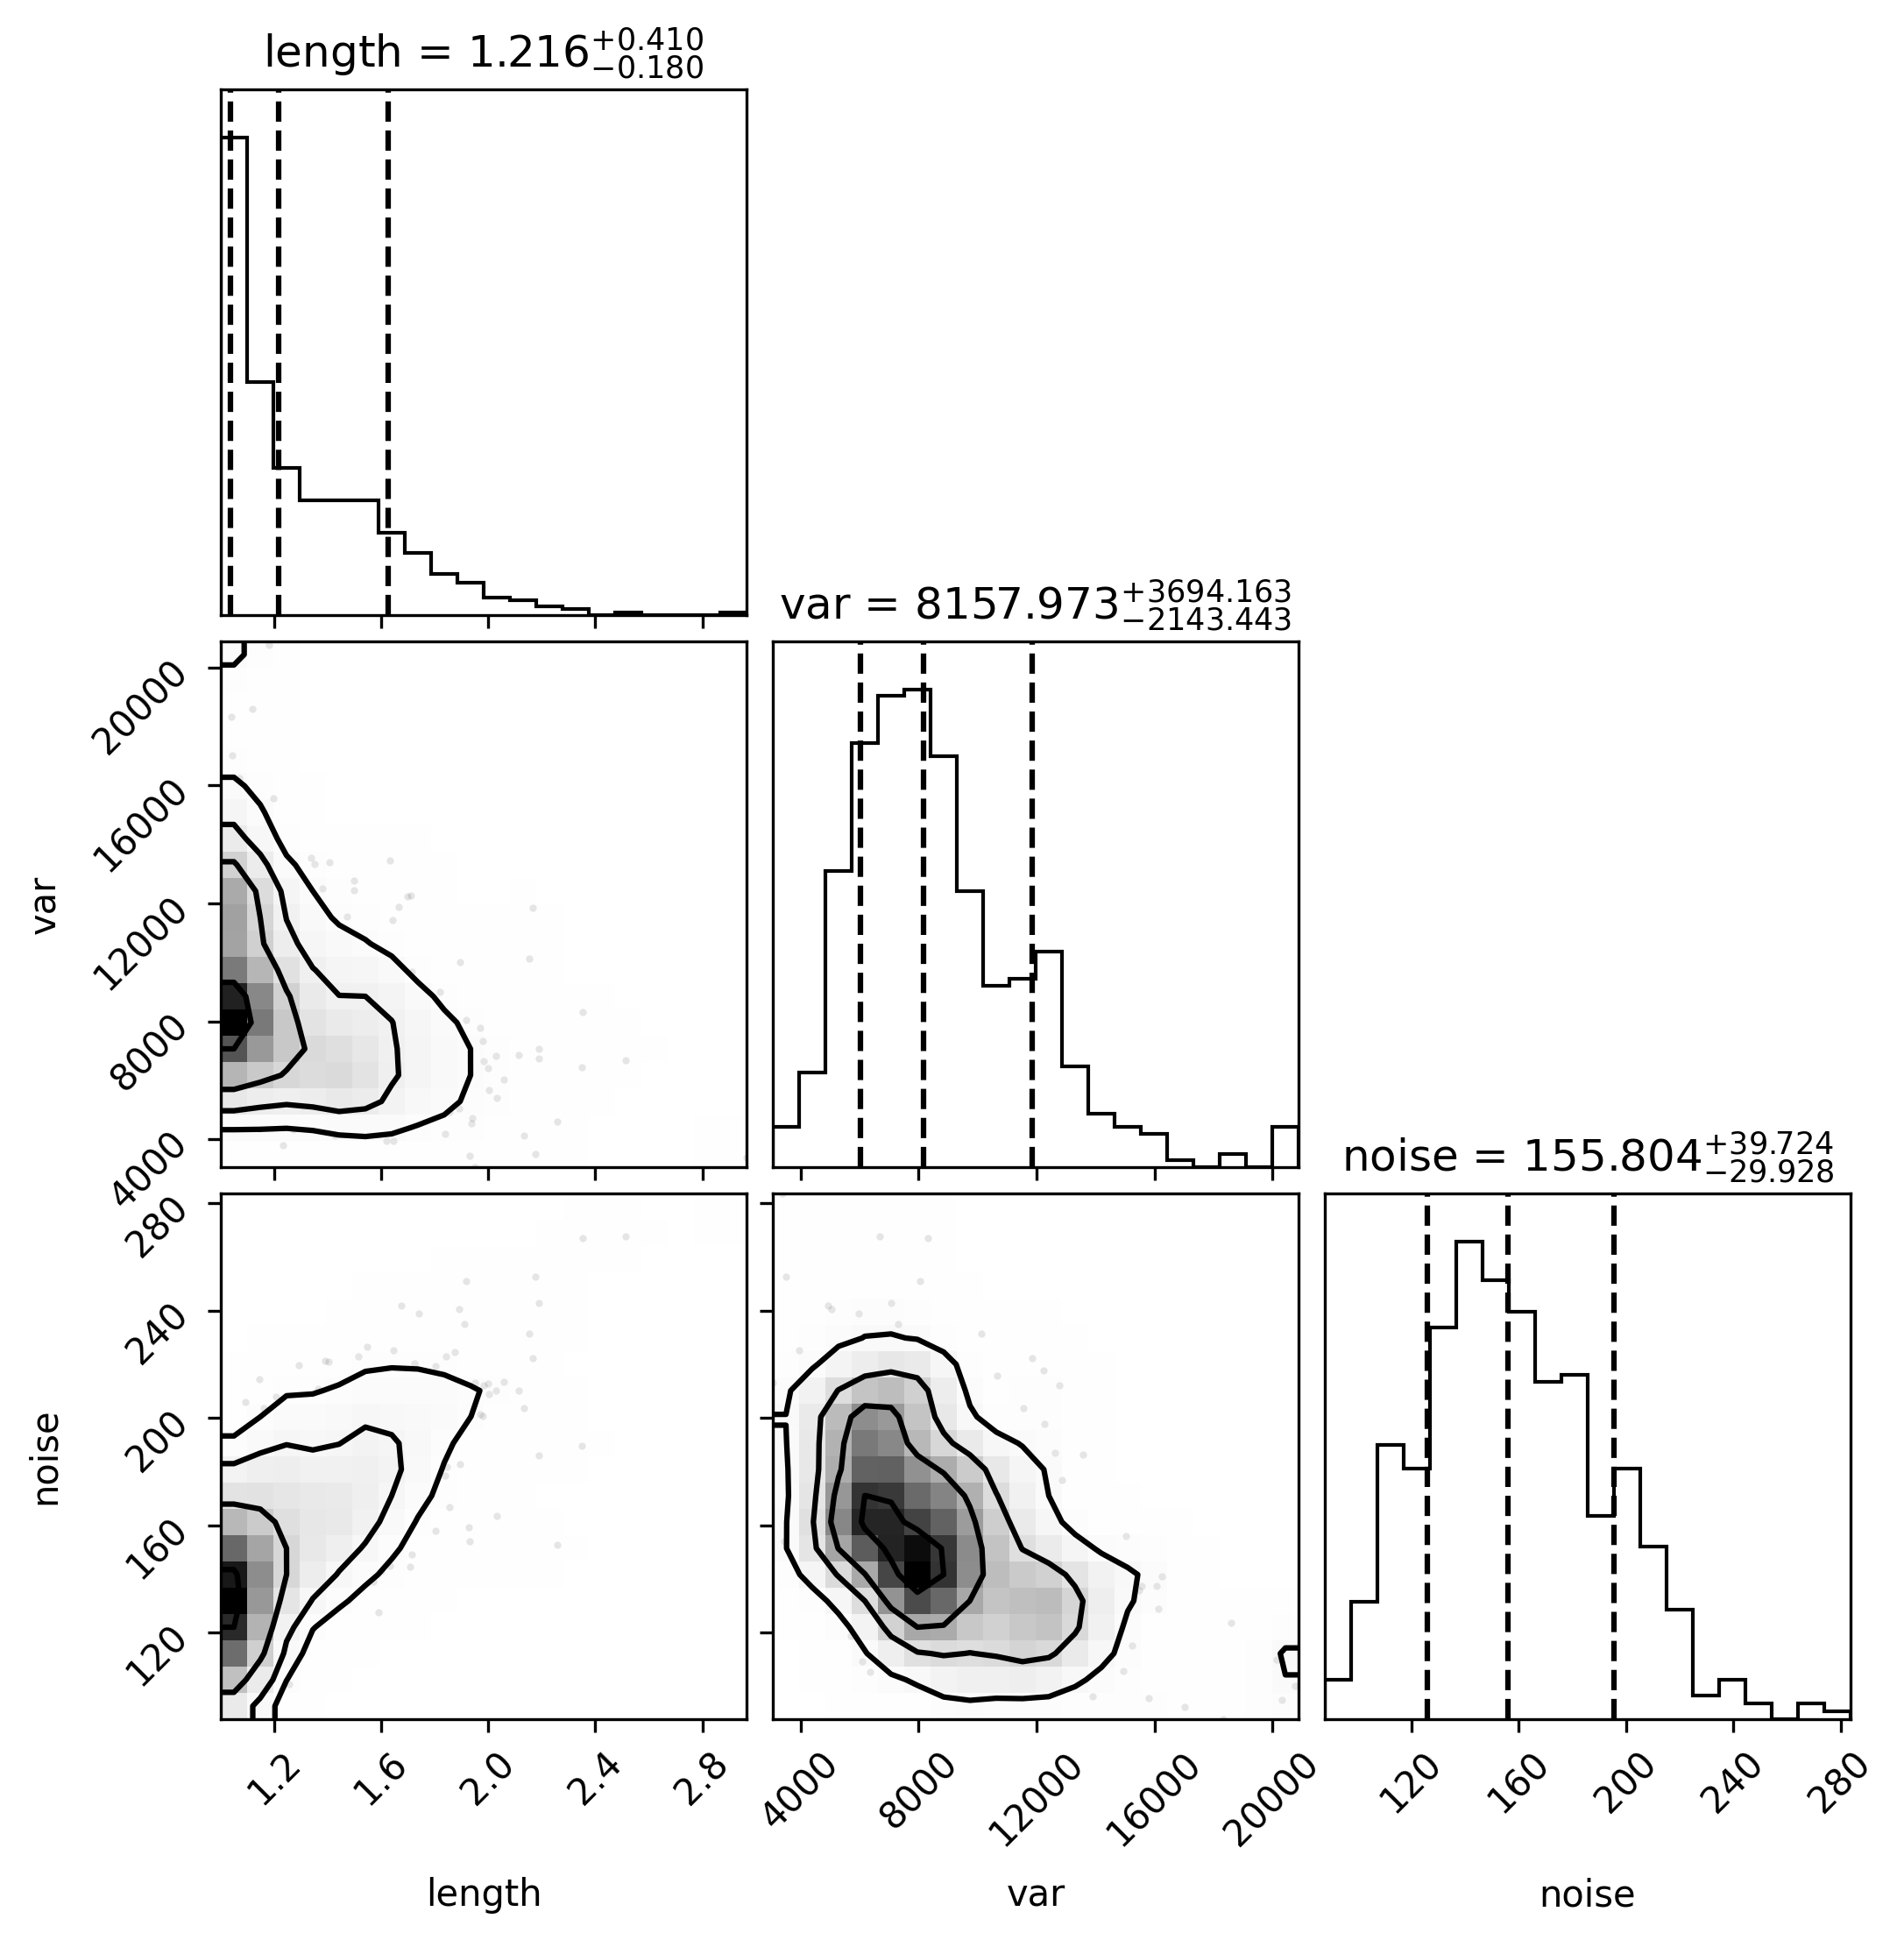 length = 1.216+0.410−0.180
var = 8157.973+3694.163−2143.443
20000
16000
12000
8000
4000
var
noise = 155.804+39.724−29.928
280
240
200
160
120
noise
1.2 1.6 2.0 2.4 2.8
4000 8000 12000 16000 20000
120 160 200 240 280
length var noise